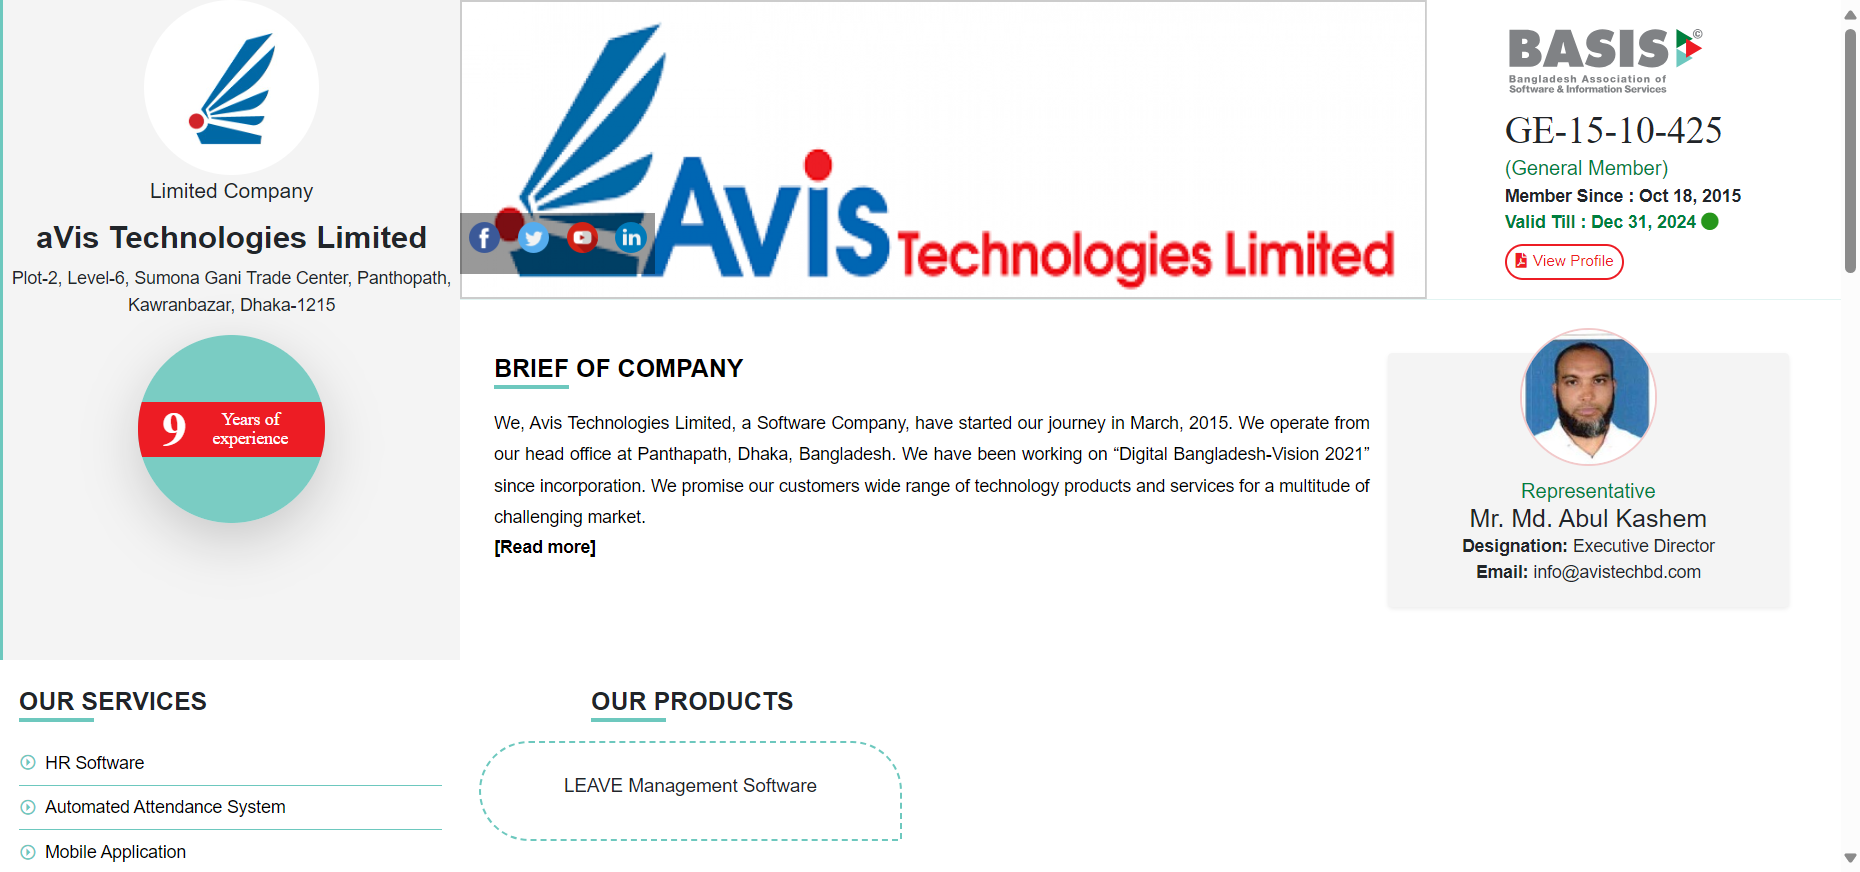 Limited Company
aVis Technologies Limited
Plot-2, Level-6, Sumona Gani Trade Center, Panthopath,
Kawranbazar, Dhaka-1215
9 Years of
experience
AVis Technologies Limited
BASIS ©
Bangladesh Association of
Software & Information Services
GE-15-10-425
(General Member)
Member Since : Oct 18, 2015
Valid Till : Dec 31, 2024
View Profile
BRIEF OF COMPANY
We, Avis Technologies Limited, a Software Company, have started our journey in March, 2015. We operate from
our head office at Panthapath, Dhaka, Bangladesh. We have been working on “Digital Bangladesh-Vision 2021”
since incorporation. We promise our customers wide range of technology products and services for a multitude of
challenging market.
[Read more]
Representative
Mr. Md. Abul Kashem
Designation: Executive Director
Email: info@avistechbd.com
OUR SERVICES
HR Software
Automated Attendance System
Mobile Application
OUR PRODUCTS
LEAVE Management Software